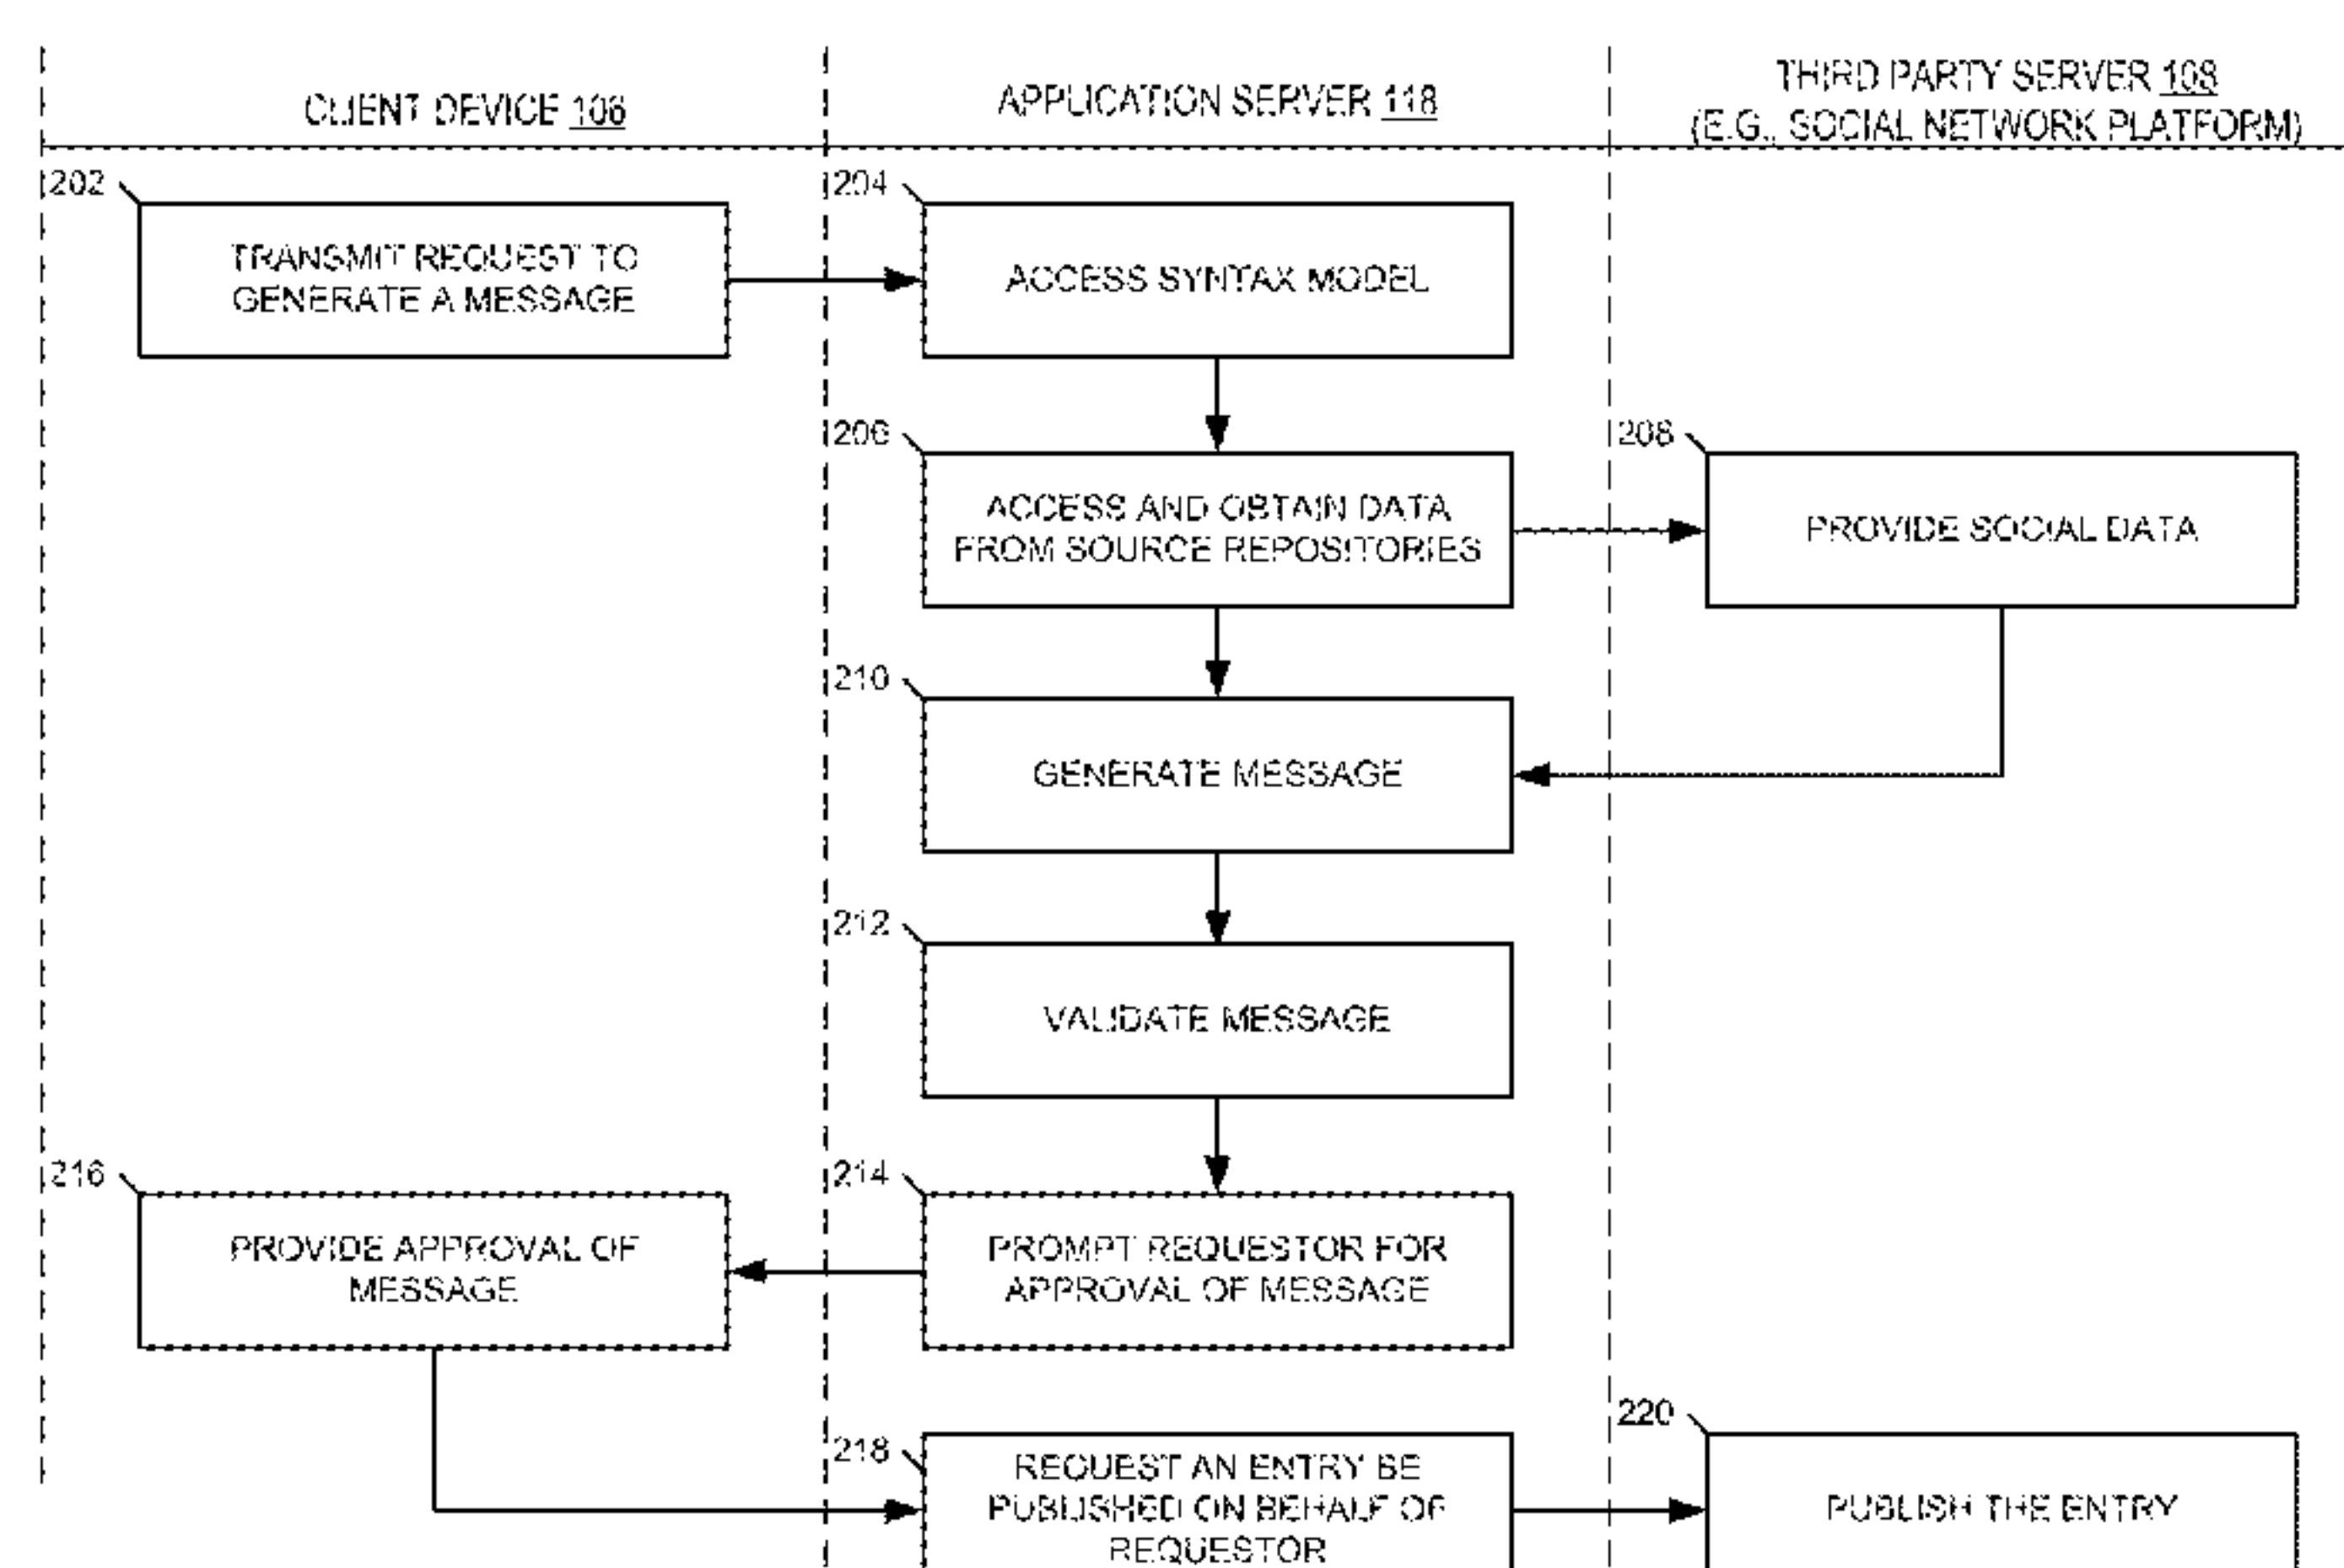 CLIENT DEVICE 106
APPLICATION SERVER 118
THIRD PARTY SERVER 108
(E.G., SOCIAL NETWORK PLATFORM)
202
TRANSMIT REQUEST TO
GENERATE A MESSAGE
204
ACCESS SYNTAX MODEL
206
ACCESS AND OBTAIN DATA
FROM SOURCE REPOSITORIES
208
PROVIDE SOCIAL DATA
210
GENERATE MESSAGE
212
VALIDATE MESSAGE
216
PROVIDE APPROVAL OF
MESSAGE
214
PROMPT REQUESTOR FOR
APPROVAL OF MESSAGE
218
REQUEST AN ENTRY BE
PUBLISHED ON BEHALF OF
REQUESTOR
220
PUBLISH THE ENTRY